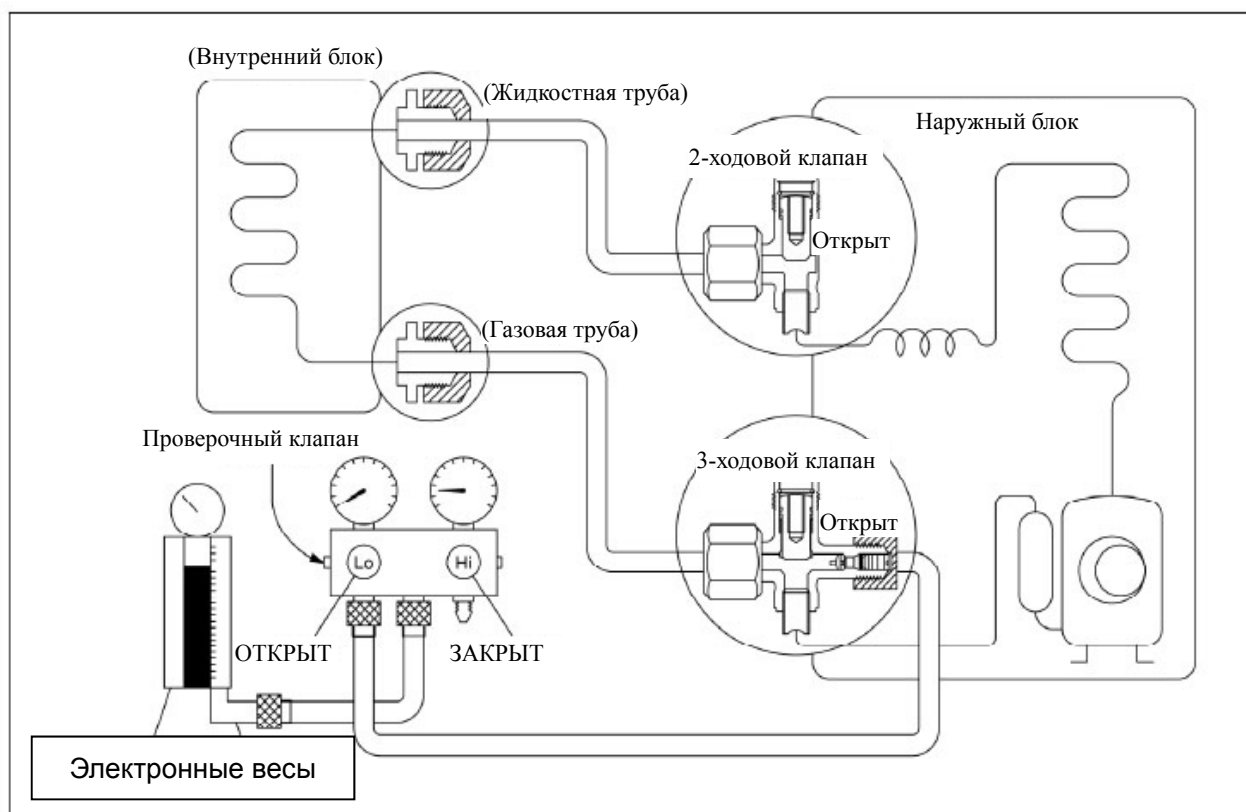 (Внутренний блок)
(Жидкостная труба)
Наружный блок
2-ходовой клапан
Открыт
(Газовая труба)
Проверочный клапан
3-ходовой клапан
Открыт
Lo
Hi
ОТКРЫТ
ЗАКРЫТ
Электронные весы